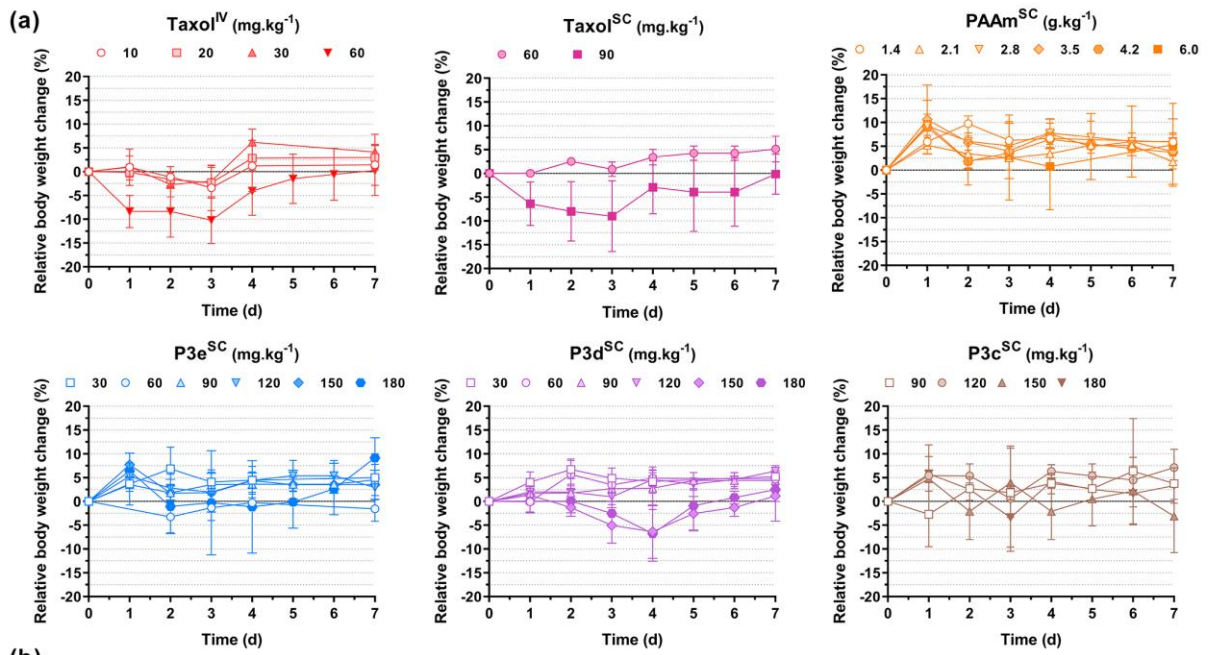 (a)
Taxol^IV (mg.kg⁻¹)
10 20 30 60
Relative body weight change (%)
20
15
10
5
0
-5
-10
-15
-20
0 1 2 3 4 5 6 7
Time (d)
Taxol^SC (mg.kg⁻¹)
60 90
Relative body weight change (%)
20
15
10
5
0
-5
-10
-15
-20
0 1 2 3 4 5 6 7
Time (d)
PAAm^SC (g.kg⁻¹)
1.4 2.1 2.8 3.5 4.2 6.0
Relative body weight change (%)
20
15
10
5
0
-5
-10
-15
-20
0 1 2 3 4 5 6 7
Time (d)
P3e^SC (mg.kg⁻¹)
30 60 90 120 150 180
Relative body weight change (%)
20
15
10
5
0
-5
-10
-15
-20
0 1 2 3 4 5 6 7
Time (d)
P3d^SC (mg.kg⁻¹)
30 60 90 120 150 180
Relative body weight change (%)
20
15
10
5
0
-5
-10
-15
-20
0 1 2 3 4 5 6 7
Time (d)
P3c^SC (mg.kg⁻¹)
90 120 150 180
Relative body weight change (%)
20
15
10
5
0
-5
-10
-15
-20
0 1 2 3 4 5 6 7
Time (d)